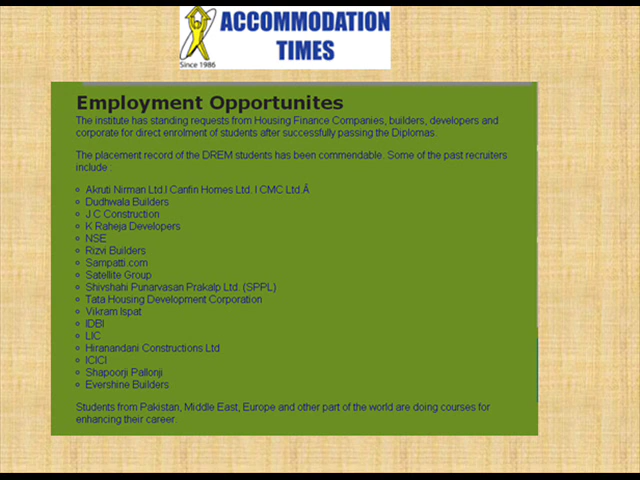 ACCOMMODATION
TIMES
Since 1986
Employment Opportunites
The institute has standing requests from Housing Finance Companies, builders, developers and
corporate for direct enrolment of students after successfully passing the Diplomas.
The placement record of the DREM students has been commendable. Some of the past recruiters
include :
Akruti Nirman Ltd.l Canfin Homes Ltd. l CMC Ltd.Â
Dudhwala Builders
J C Construction
K Raheja Developers
NSE
Rizvi Builders
Sampatti.com
Satellite Group
Shivshahi Punarvasan Prakalp Ltd. (SPPL)
Tata Housing Development Corporation
Vikram Ispat
IDBI
LIC
Hiranandani Constructions Ltd
ICICI
Shapoorji Pallonji
Evershine Builders
Students from Pakistan, Middle East, Europe and other part of the world are doing courses for
enhancing their career.